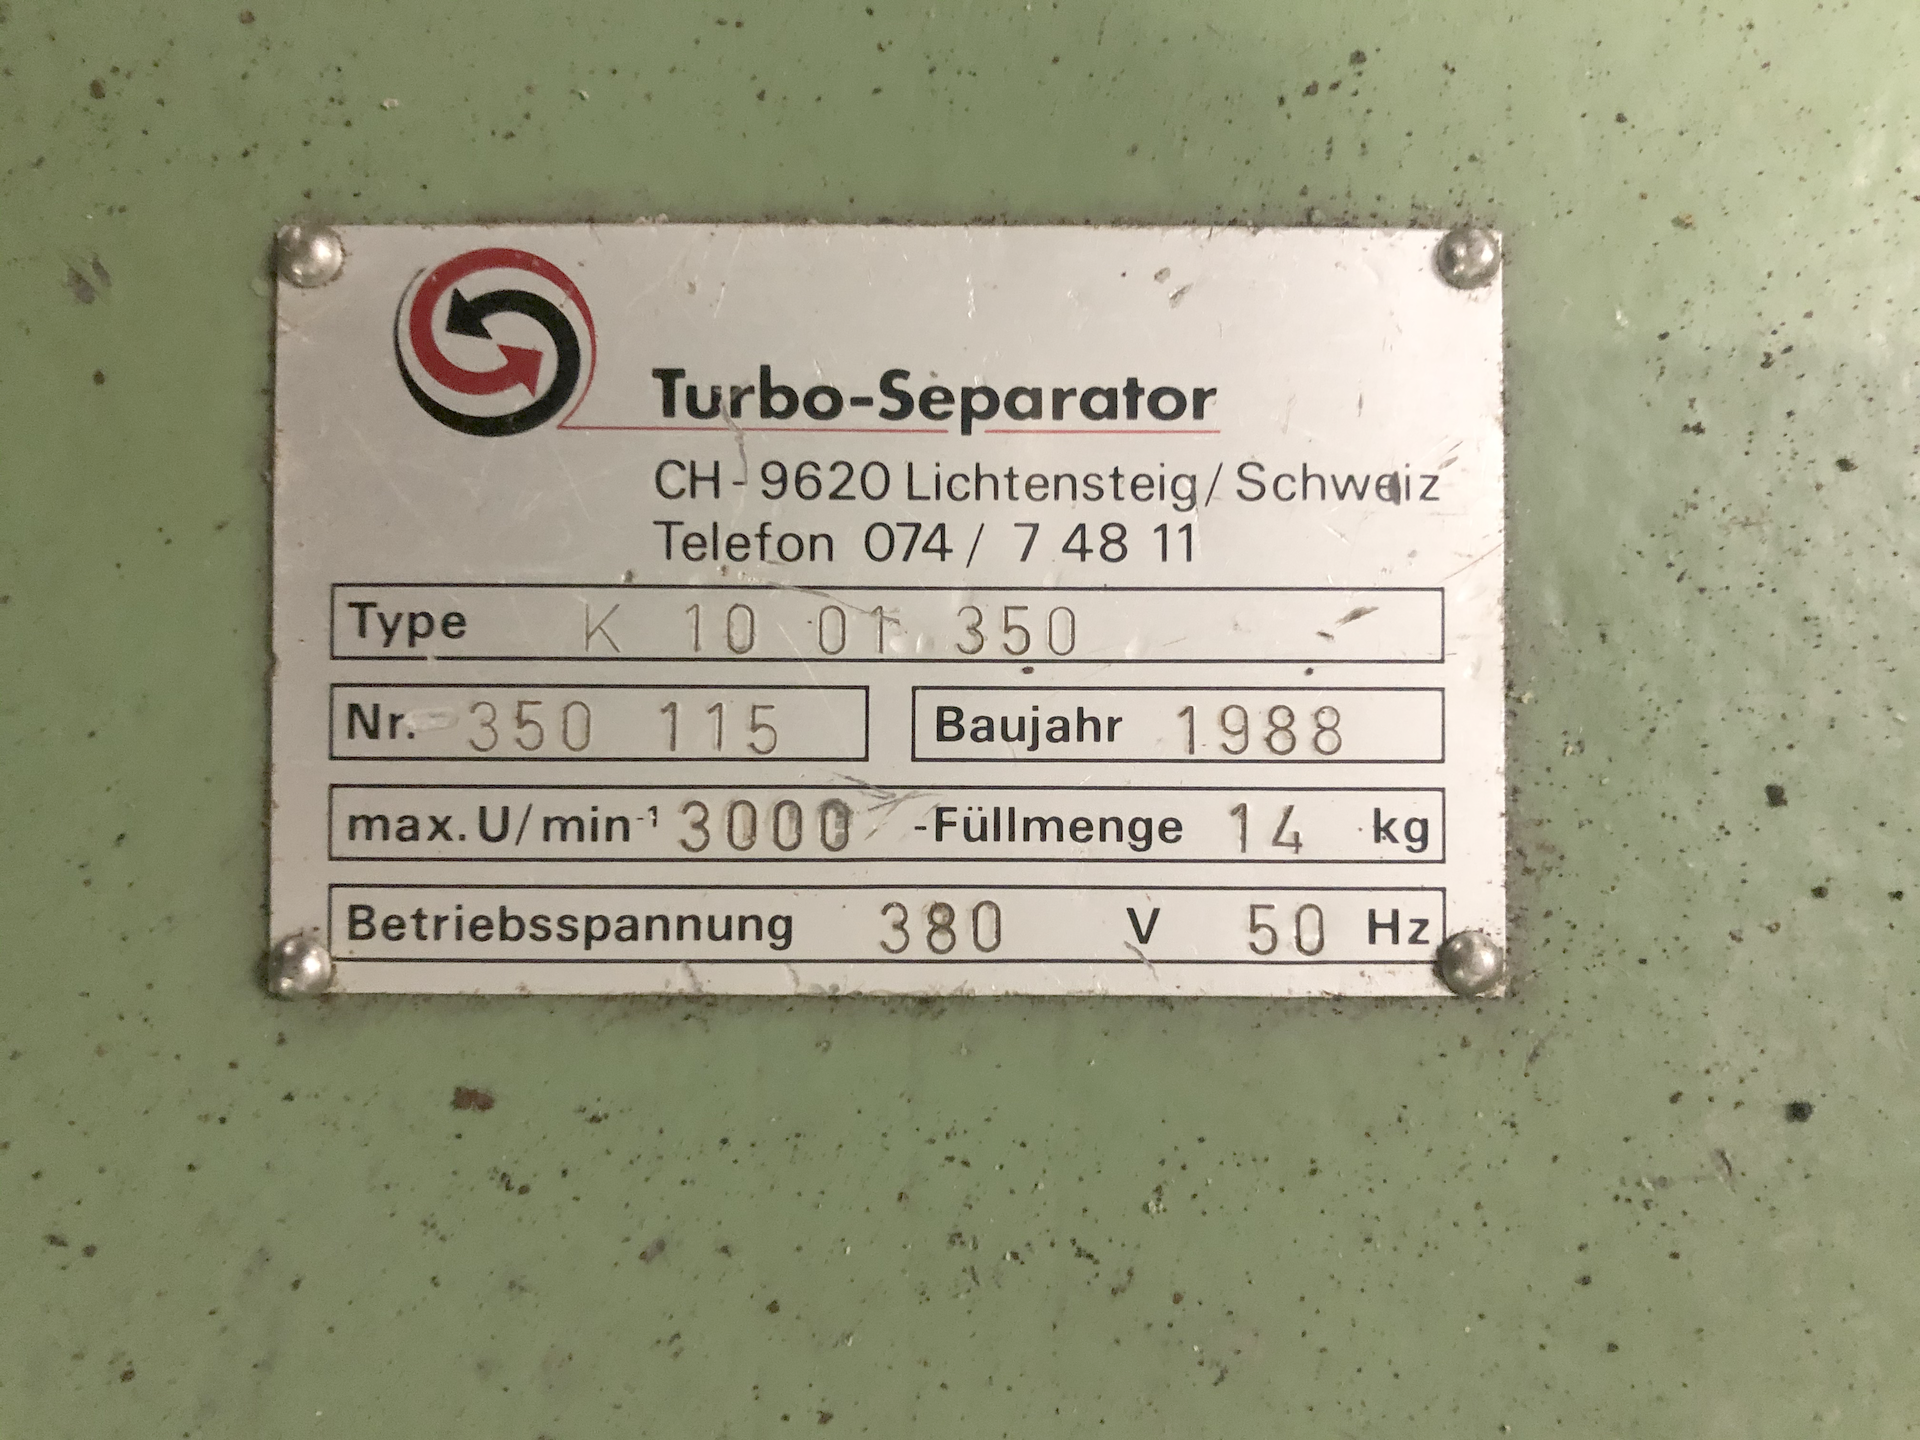 Turbo-Separator
CH-9620 Lichtensteig/Schweiz
Telefon 074/ 7 48 11
Type K 10 01 350
Nr. 350 115 Baujahr 1988
max. U/min-¹ 3000 -Füllmenge 14 kg
Betriebsspannung 380 V 50 Hz